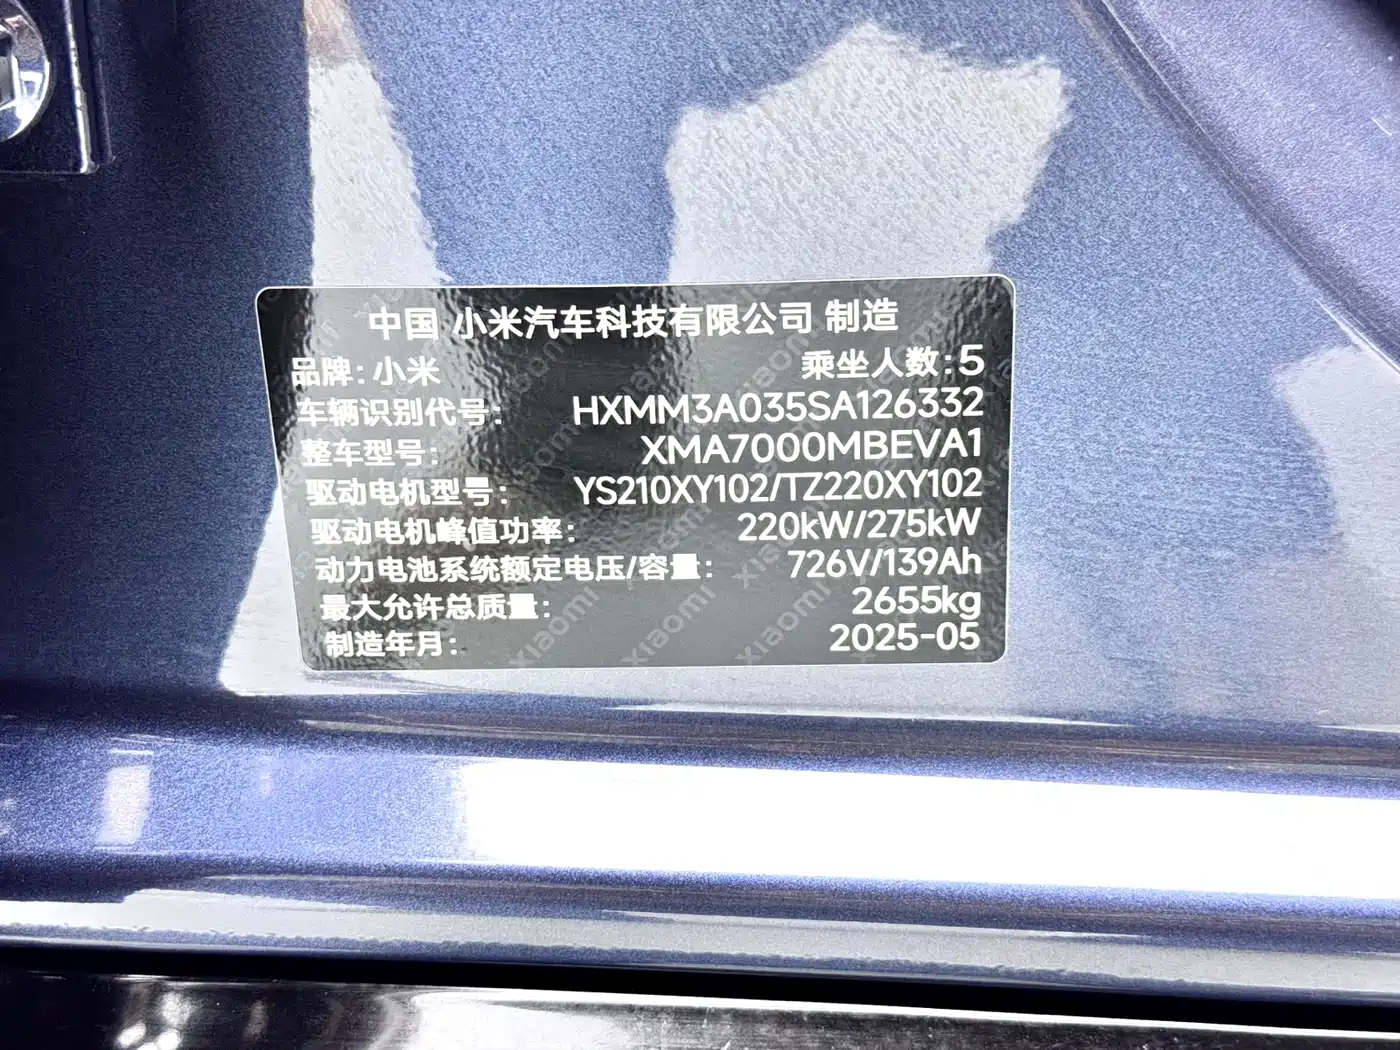 中国 小米汽车科技有限公司 制造
品牌: 小米 乘坐人数: 5
车辆识别代号: HXMM3A035SA126332
整车型号: XMA7000MBEVA1
驱动电机型号: YS210XY102/TZ220XY102
驱动电机峰值功率: 220kW/275kW
动力电池系统额定电压/容量: 726V/139Ah
最大允许总质量: 2655kg
制造年月: 2025-05